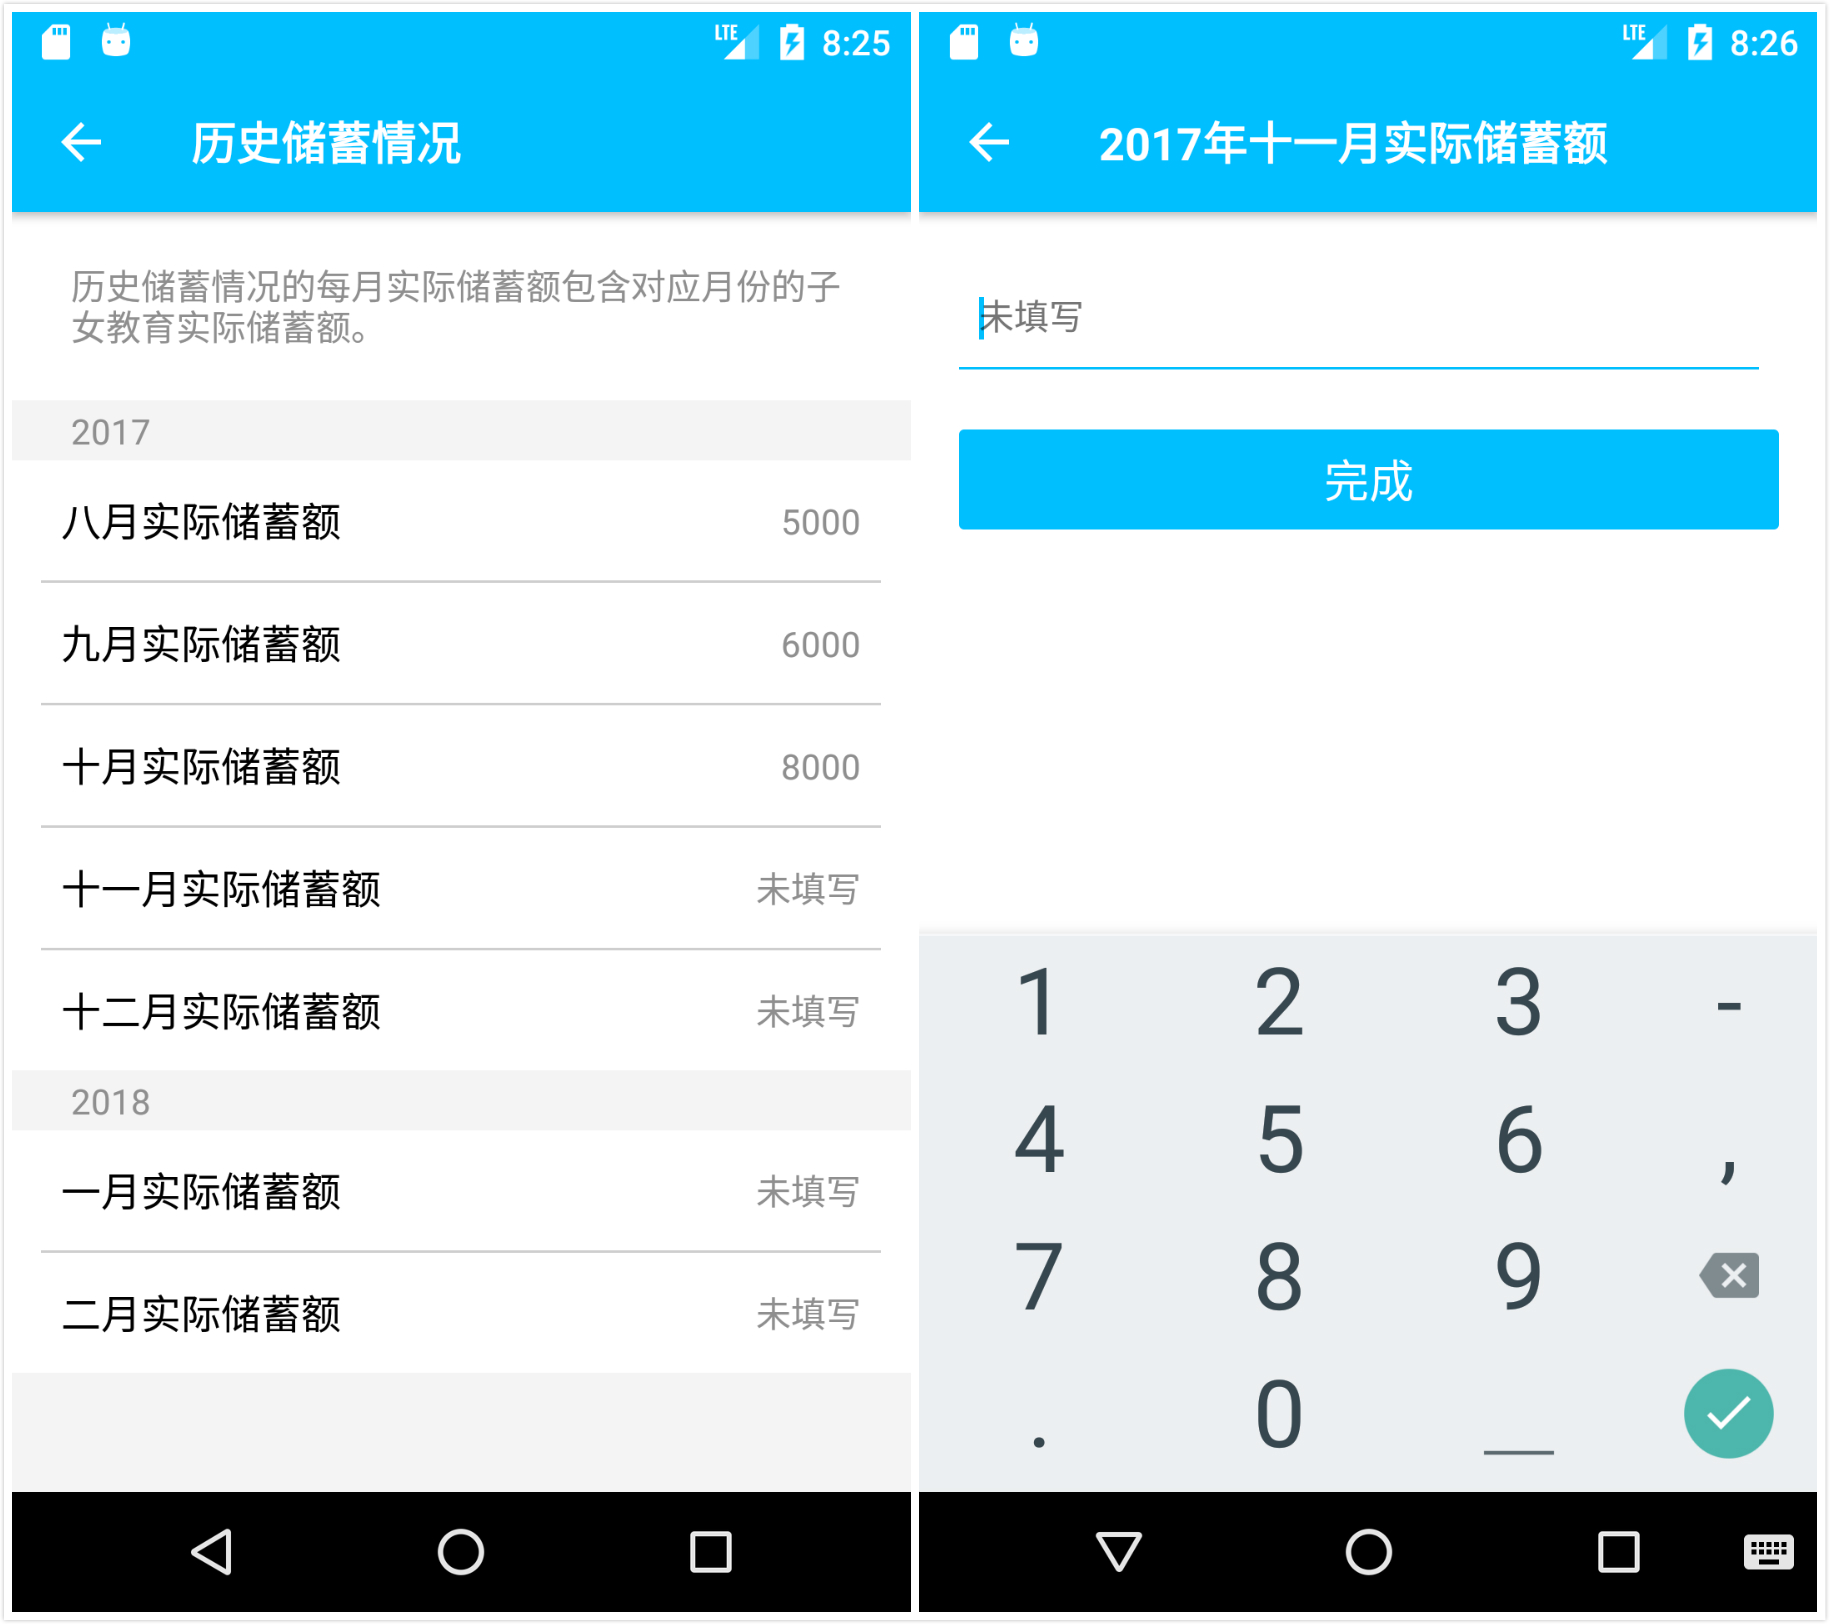 LTE 8:25
历史储蓄情况
历史储蓄情况的每月实际储蓄额包含对应月份的子
女教育实际储蓄额。
2017
八月实际储蓄额 5000
九月实际储蓄额 6000
十月实际储蓄额 8000
十一月实际储蓄额 未填写
十二月实际储蓄额 未填写
2018
一月实际储蓄额 未填写
二月实际储蓄额 未填写
LTE 8:26
2017年十一月实际储蓄额
未填写
完成
1 2 3 -
4 5 6 ,
7 8 9
. 0 _